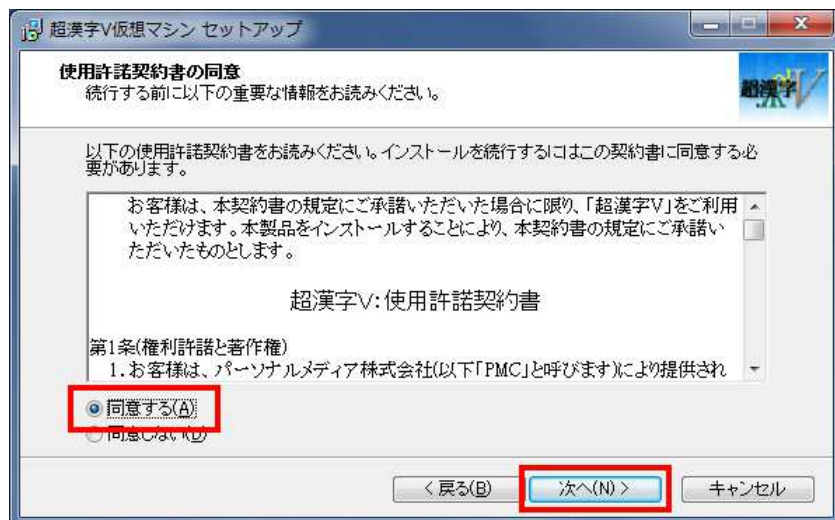 超漢字V仮想マシン セットアップ
使用許諾契約書の同意
続行する前に以下の重要な情報をお読みください。
超漢字V
以下の使用許諾契約書をお読みください。インストールを続行するにはこの契約書に同意する必
要があります。
お客様は、本契約書の規定にご承諾いただいた場合に限り、「超漢字V」をご利用
いただけます。本製品をインストールすることにより、本契約書の規定にご承諾い
ただいたものとします。
超漢字V:使用許諾契約書
第1条(権利許諾と著作権)
1.お客様は、パーソナルメディア株式会社(以下「PMC」と呼びます)により提供され
同意する(A)
同意しない(D)
< 戻る(B)
次へ(N) >
キャンセル